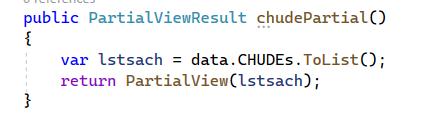 public PartialViewResult chudePartial()
{
var lstsach = data.CHUDEs.ToList();
return PartialView(lstsach);
}